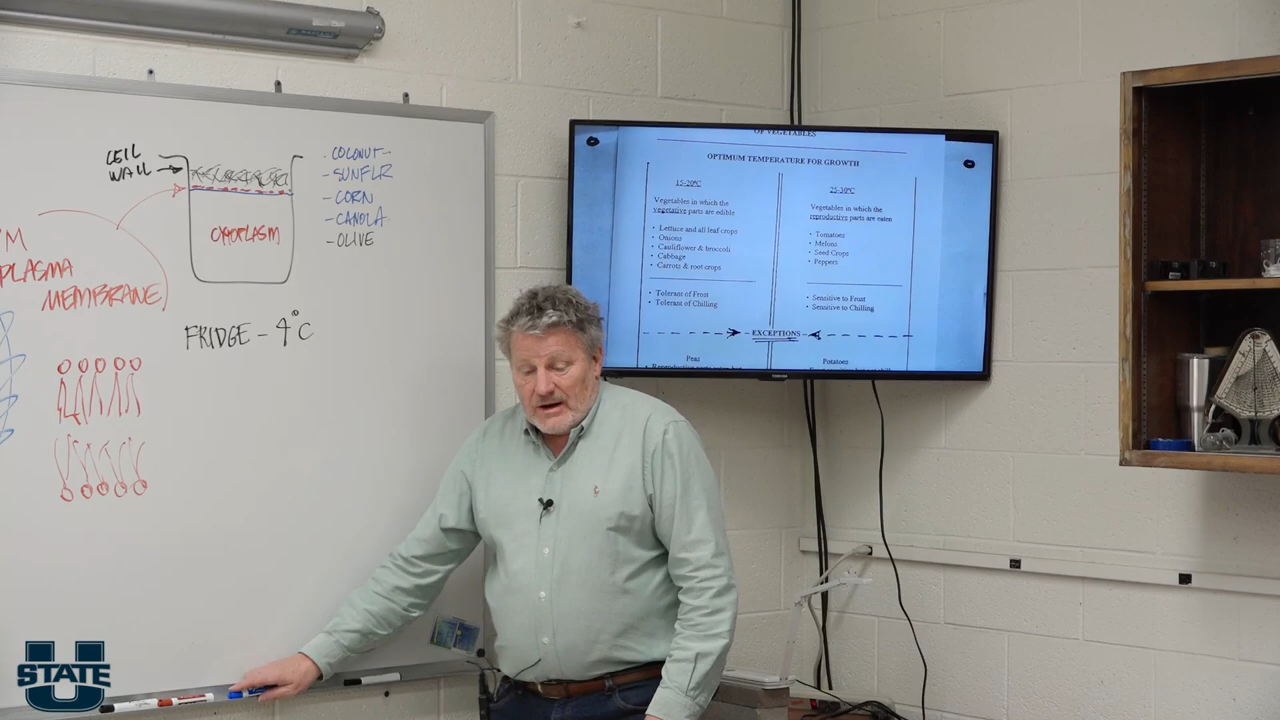 CELL
WALL
CYTOPLASM
- COCONUT -
- SUNFLR
- CORN
- CANOLA
- OLIVE
PLASMA
MEMBRANE
FRIDGE - 4°C
OF VEGETABLES
OPTIMUM TEMPERATURE FOR GROWTH
15-20°C
Vegetables in which the
vegetative parts are edible
• Lettuce and all leaf crops
• Onions
• Cauliflower & broccoli
• Cabbage
• Carrots & root crops
• Tolerant of Frost
• Tolerant of Chilling
25-30°C
Vegetables in which the
reproductive parts are eaten
• Tomatoes
• Melons
• Seed Crops
• Peppers
• Sensitive to Frost
• Sensitive to Chilling
EXCEPTIONS
Peas
Potatoes
TOSHIBA
U
STATE